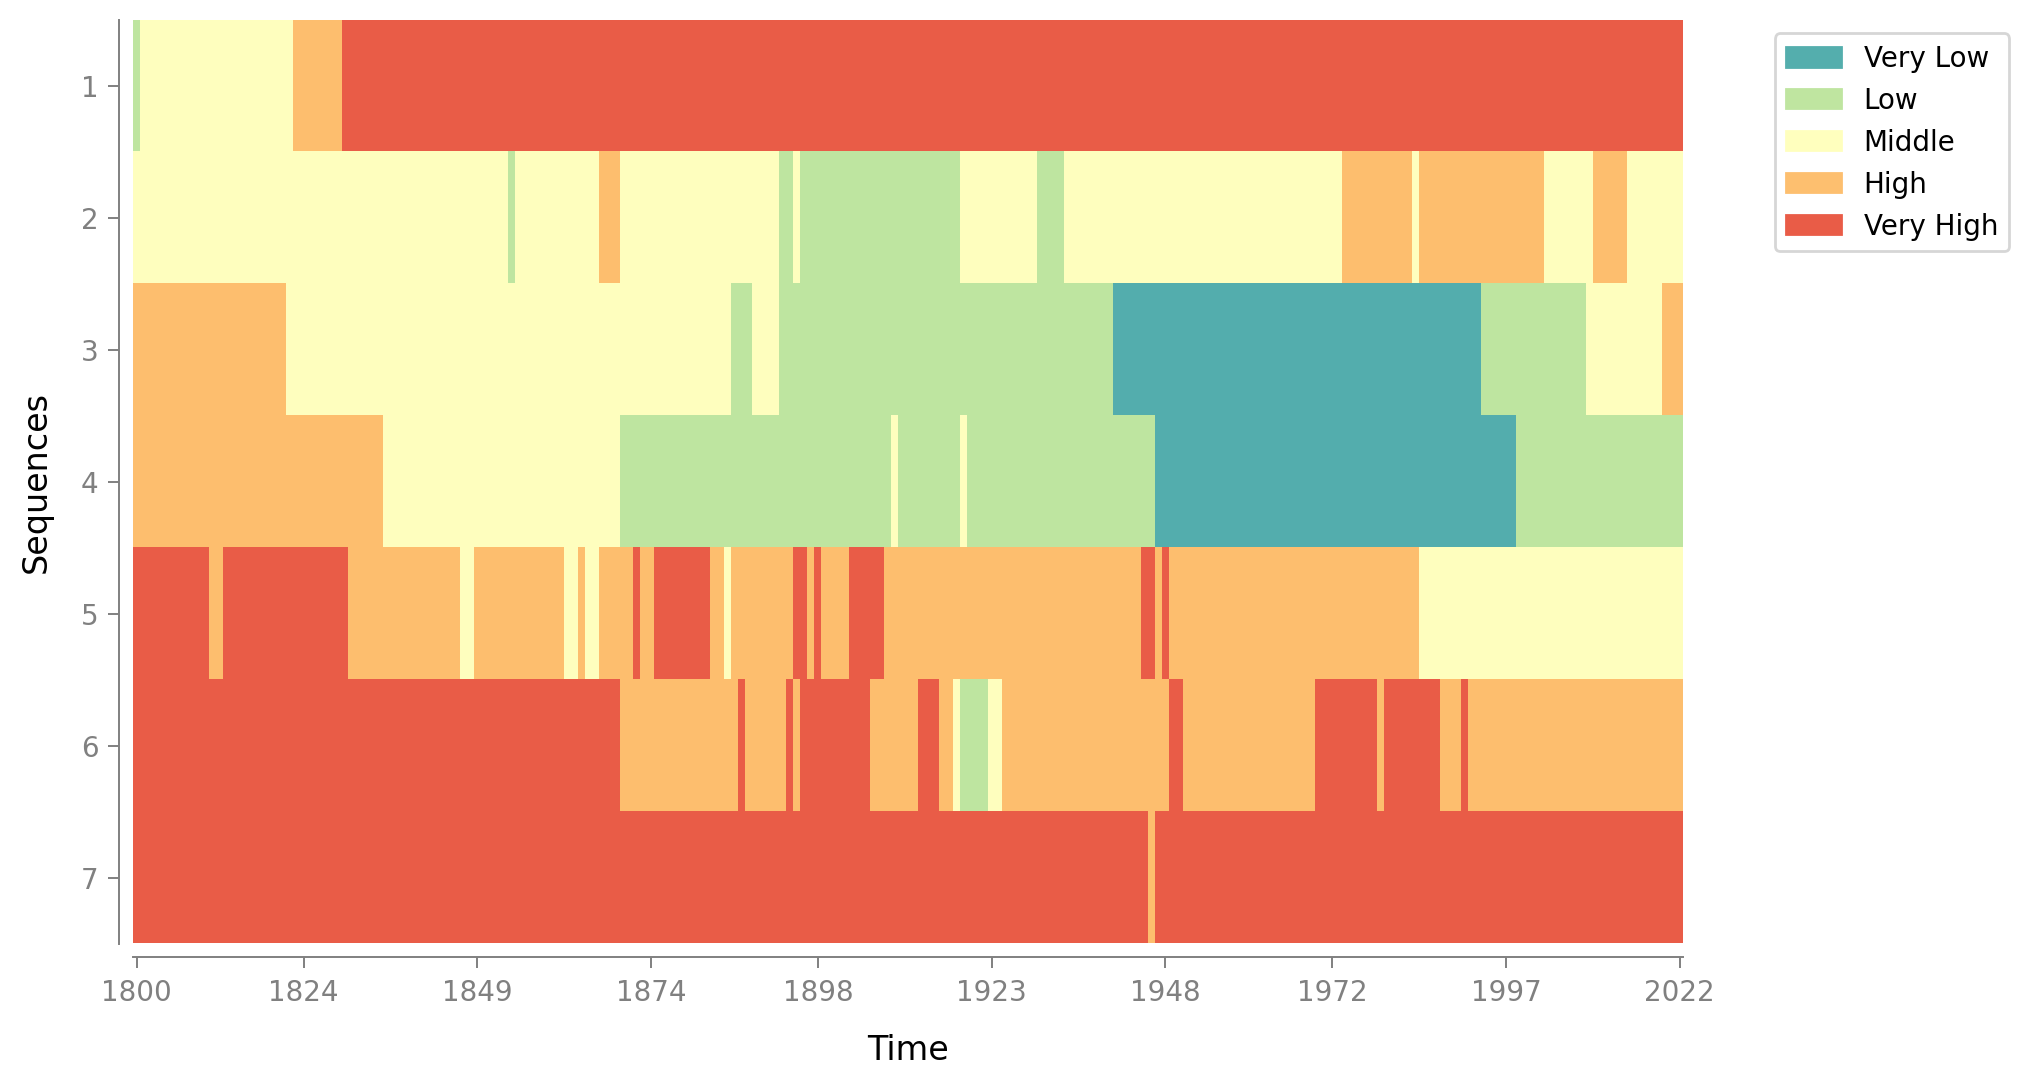 Very Low
Low
Middle
High
Very High
Sequences
1
2
3
4
5
6
7
1800 1824 1849 1874 1898 1923 1948 1972 1997 2022
Time